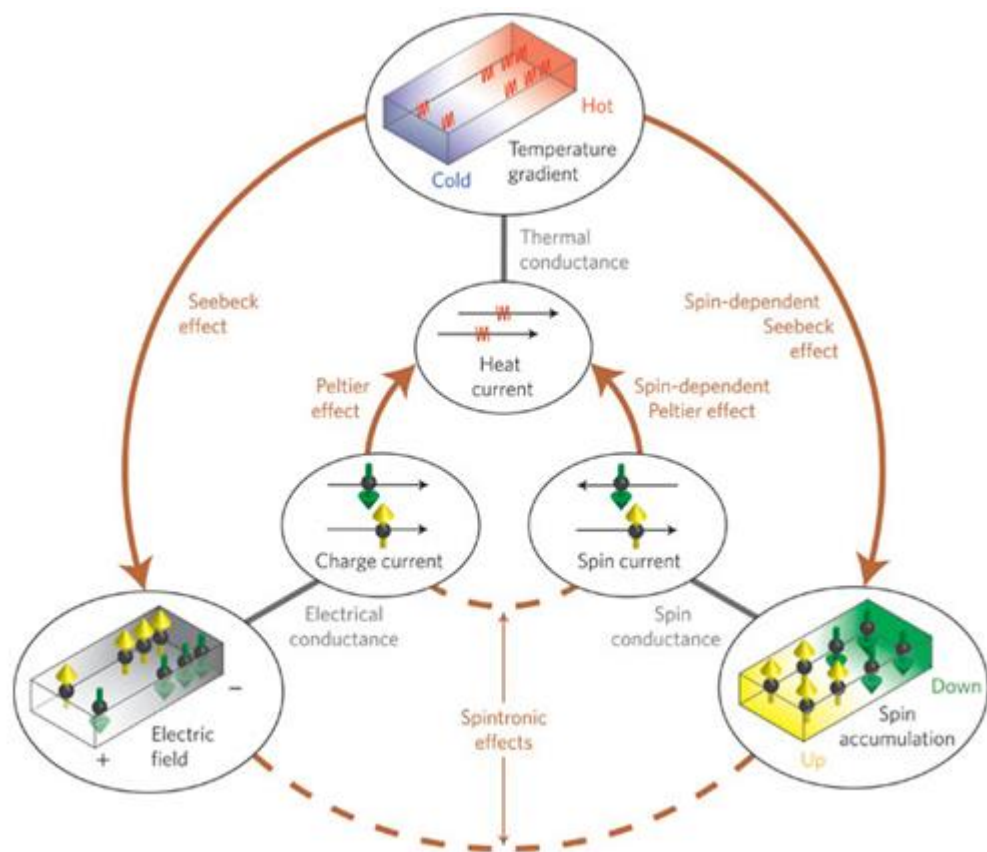 Hot
Temperature
gradient
Cold
Thermal
conductance
Seebeck
effect
Spin-dependent
Seebeck
effect
Heat
current
Peltier
effect
Spin-dependent
Peltier effect
Charge current
Spin current
Electrical
conductance
Spin
conductance
Electric
field
+
−
Spintronic
effects
Down
Spin
accumulation
Up